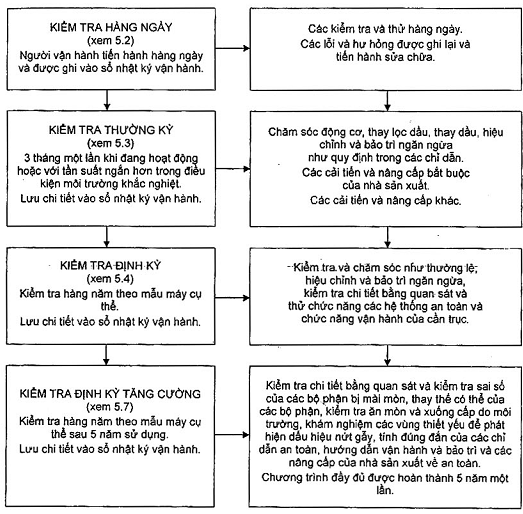 KIỂM TRA HÀNG NGÀY
(xem 5.2)
Người vận hành tiến hành hàng ngày
và được ghi vào sổ nhật ký vận hành.
Các kiểm tra và thử hàng ngày.
Các lỗi và hư hỏng được ghi lại và
tiến hành sửa chữa.
KIỂM TRA THƯỜNG KỲ
(xem 5.3)
3 tháng một lần khi đang hoạt động
hoặc với tần suất ngắn hơn trong điều
kiện môi trường khắc nghiệt.
Lưu chi tiết vào sổ nhật ký vận hành.
Chăm sóc động cơ, thay lọc dầu, thay dầu, hiệu
chỉnh và bảo trì ngăn ngừa
như quy định trong các chỉ dẫn.
Các cải tiến và nâng cấp bắt buộc
của nhà sản xuất.
Các cải tiến và nâng cấp khác.
KIỂM TRA ĐỊNH KỲ
(xem 5.4)
Kiểm tra hàng năm theo mẫu máy cụ
thể.
Lưu chi tiết vào sổ nhật ký vận hành.
Kiểm tra và chăm sóc như thường lệ;
hiệu chỉnh và bảo trì ngăn ngừa,
kiểm tra chi tiết bằng quan sát và
thử chức năng các hệ thống an toàn và
chức năng vận hành của cần trục.
KIỂM TRA ĐỊNH KỲ TĂNG CƯỜNG
(xem 5.7)
Kiểm tra hàng năm theo mẫu máy cụ
thể sau 5 năm sử dụng.
Lưu chi tiết vào sổ nhật ký vận hành.
Kiểm tra chi tiết bằng quan sát và kiểm tra sai số
của các bộ phận bị mài mòn, thay thế có thể của
các bộ phận, kiểm tra ăn mòn và xuống cấp do môi
trường, khám nghiệm các vùng thiết yếu để phát
hiện dấu hiệu nứt gẫy, tính đúng đắn của các chỉ
dẫn an toàn, hướng dẫn vận hành và bảo trì và các
nâng cấp của nhà sản xuất về an toàn.
Chương trình đầy đủ được hoàn thành 5 năm một
lần.